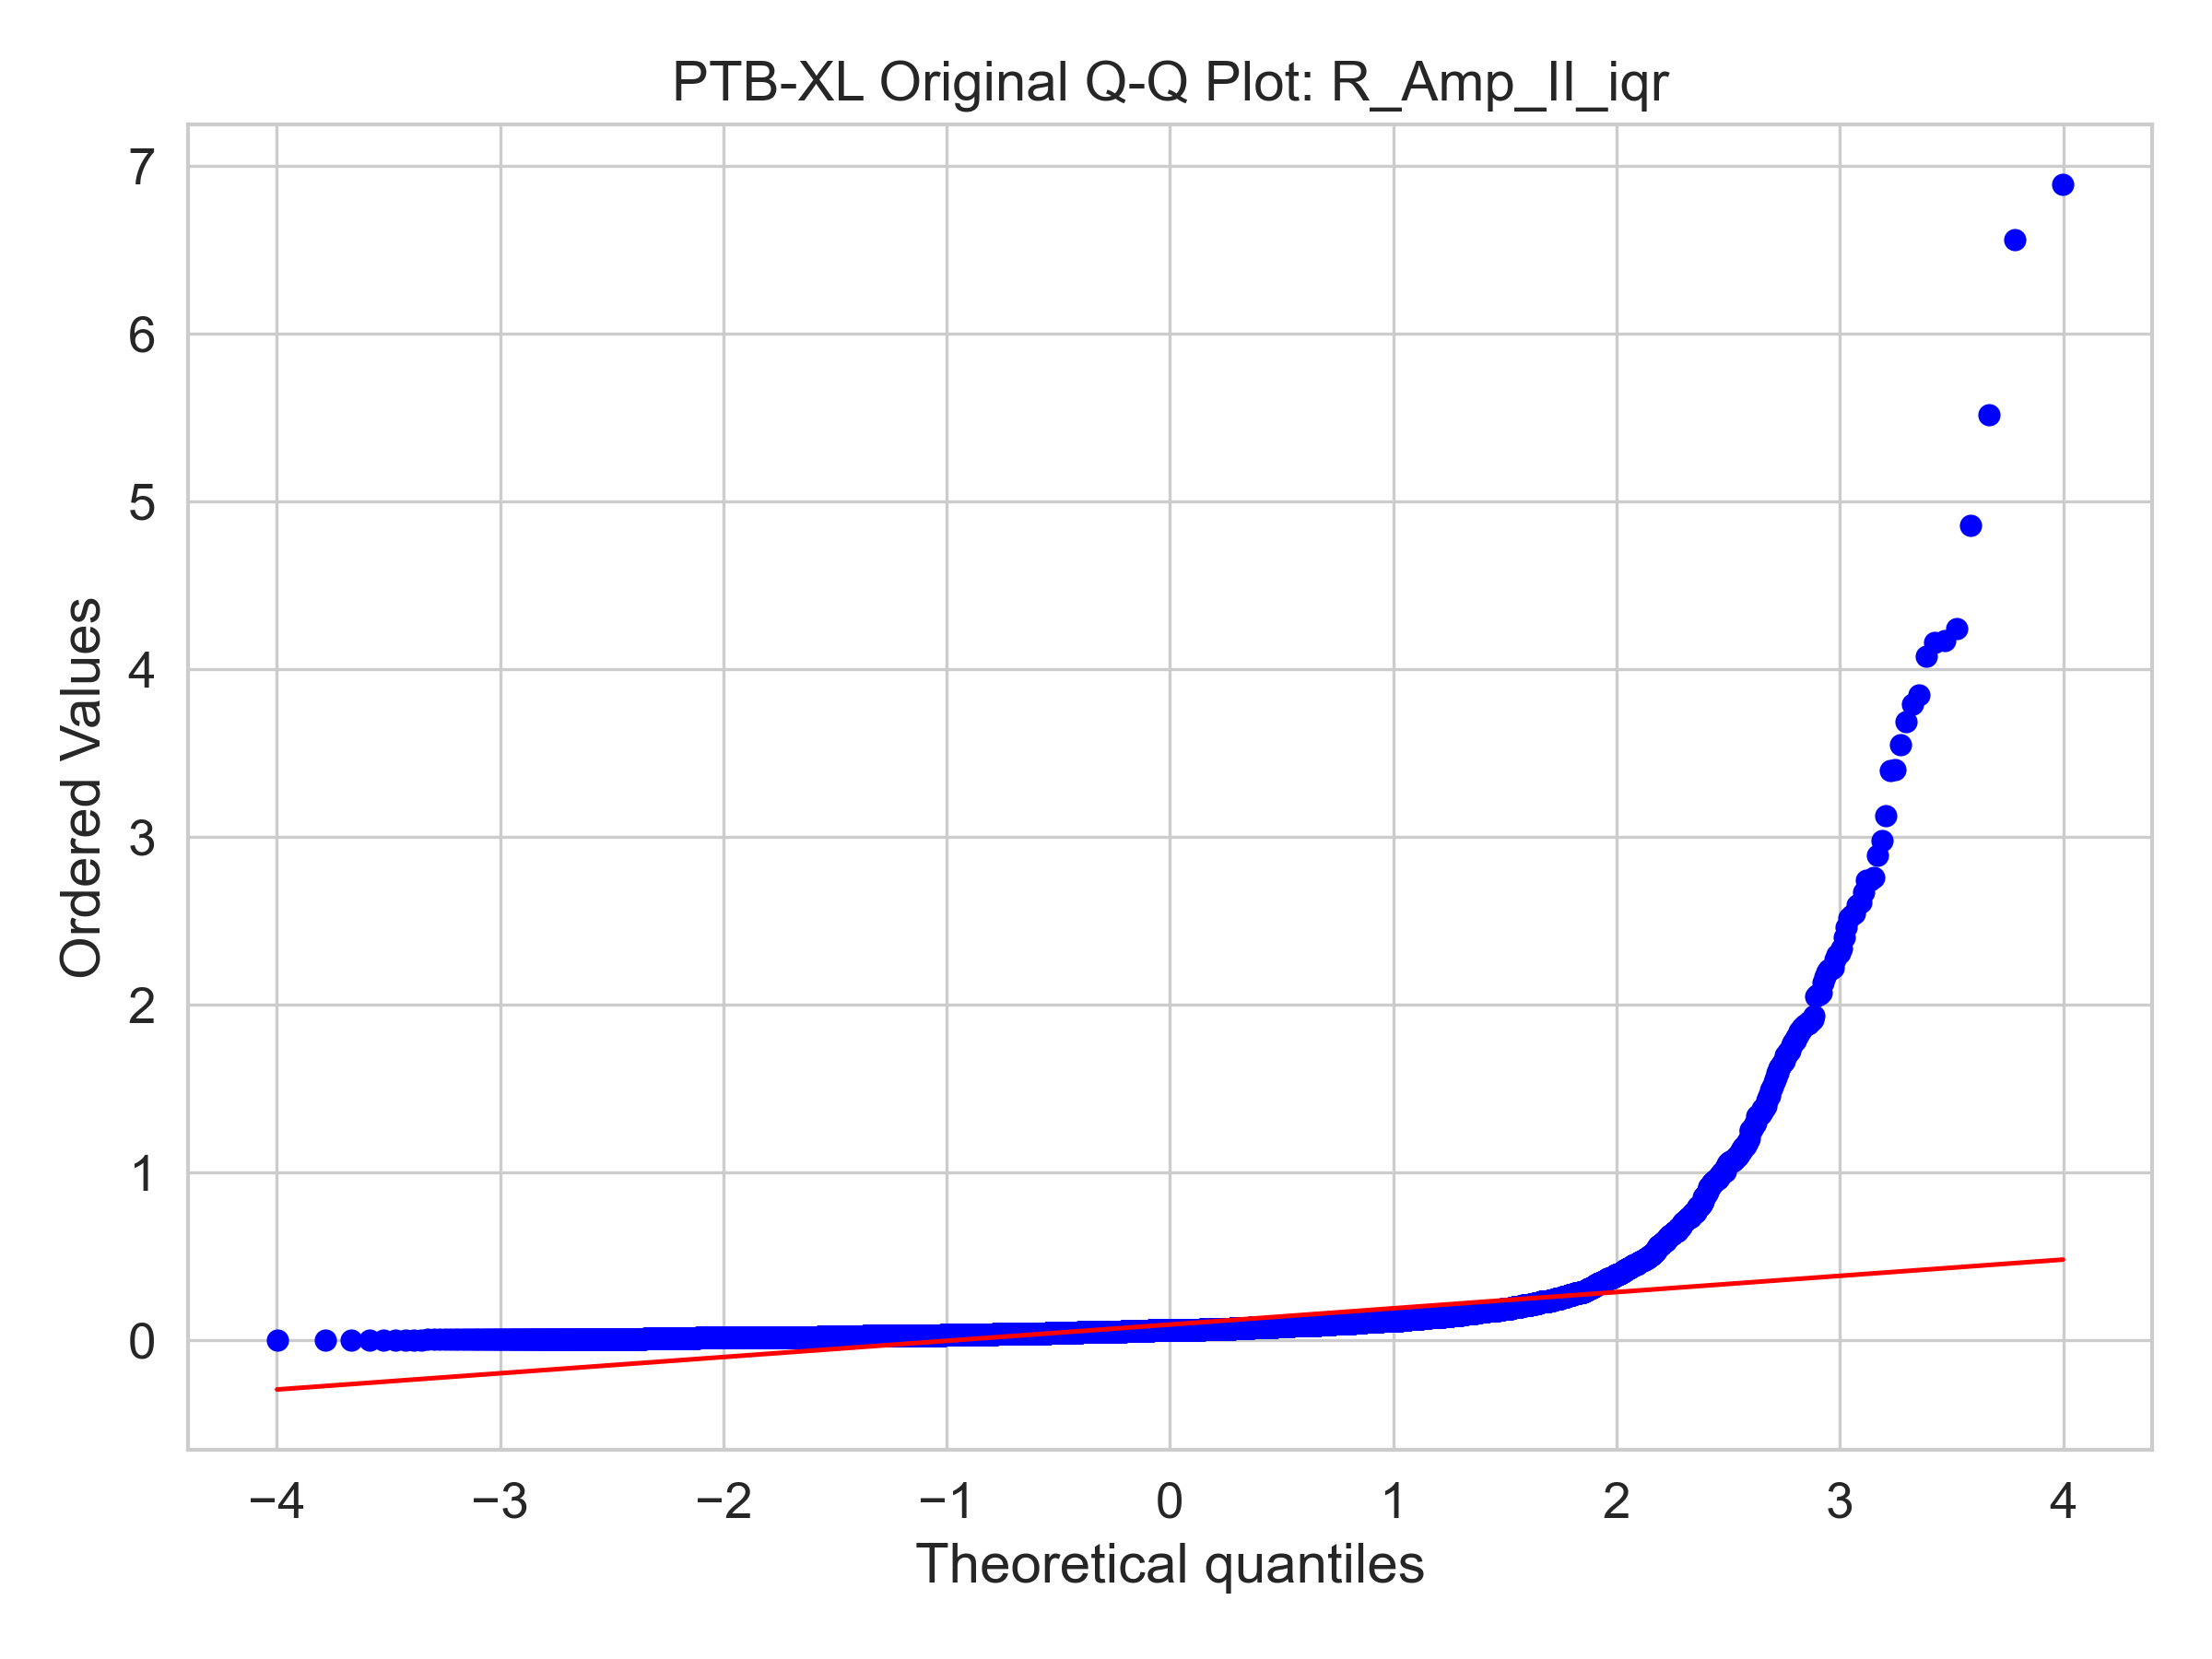 PTB-XL Original Q-Q Plot: R_Amp_II_iqr
7
6
5
4
3
2
1
0
Ordered Values
−4 −3 −2 −1 0 1 2 3 4
Theoretical quantiles